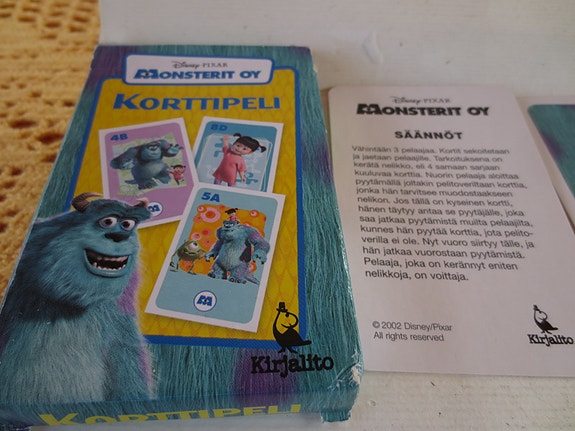 Disney PIXAR
MONSTERIT OY
KORTTIPELI
4B
8D
5A
Kirjalito
KORTTIPELI
Disney PIXAR
MONSTERIT OY
SÄÄNNÖT
Vähintään 3 pelaajaa. Kortit sekoitetaan
ja jaetaan pelaajille. Tarkoituksena on
kerätä nelikko, eli 4 samaan sarjaan
kuuluvaa korttia. Nuorin pelaaja aloittaa
pyytämällä joltakin pelitoveriltaan korttia,
jonka hän tarvitsee muodostaakseen
nelikon. Jos tällä on kyseinen kortti,
hänen täytyy antaa se pyytäjälle, joka
saa jatkaa pyytämistä muilta pelaajilta,
kunnes hän pyytää korttia, jota pelito-
verilla ei ole. Nyt vuoro siirtyy tälle, ja
hän jatkaa vuorostaan pyytämistä.
Pelaaja, joka on kerännyt eniten
nelikkoja, on voittaja.
© 2002 Disney/Pixar
All rights reserved
Kirjalito